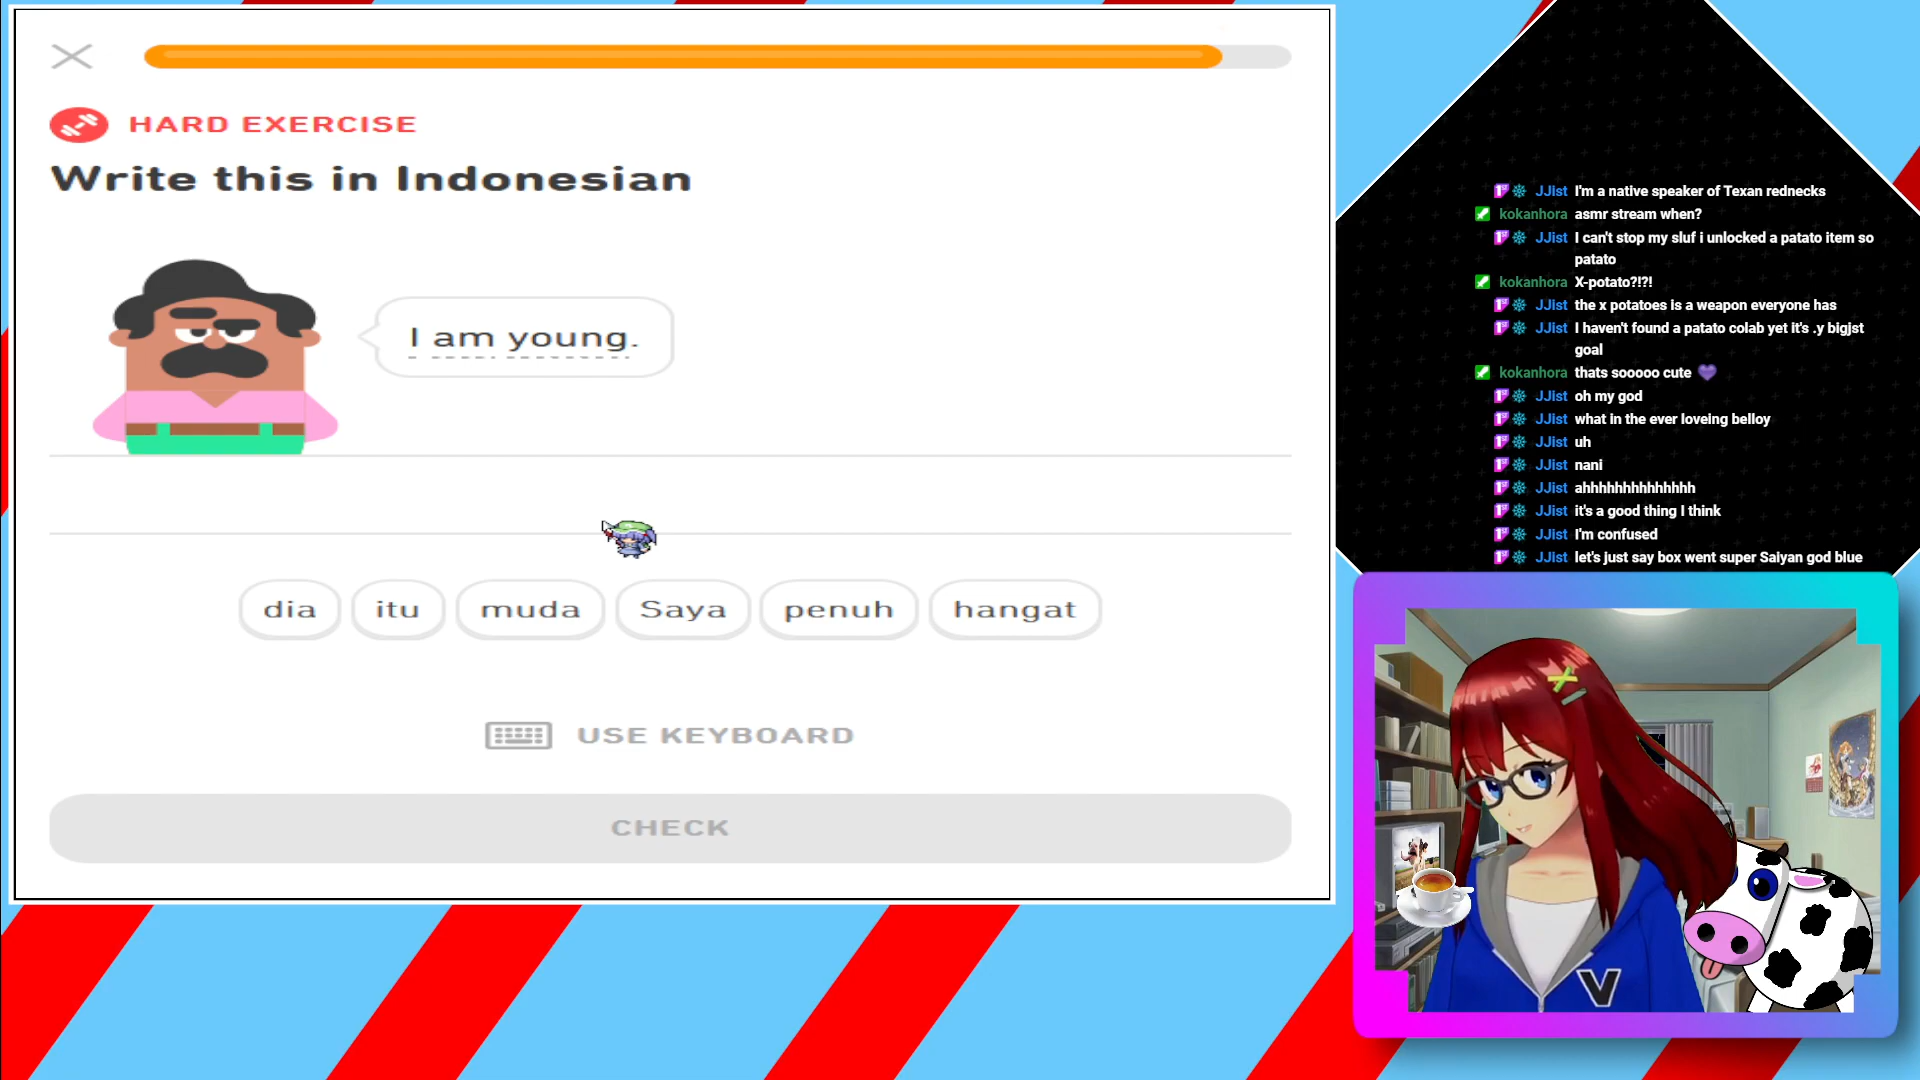 HARD EXERCISE
Write this in Indonesian
I am young.
dia itu muda Saya penuh hangat
USE KEYBOARD
CHECK
JJIst I'm a native speaker of Texan rednecks
kokanhora asmr stream when?
JJIst I can't stop my sluf i unlocked a patato item so
patato
kokanhora X-potato?!?!
JJIst the x potatoes is a weapon everyone has
JJIst I haven't found a patato colab yet it's .y bigjst
goal
kokanhora thats sooooo cute 💜
JJIst oh my god
JJIst what in the ever loveing belloy
JJIst uh
JJIst nani
JJIst ahhhhhhhhhhhhhh
JJIst it's a good thing I think
JJIst I'm confused
JJIst let's just say box went super Saiyan god blue
V